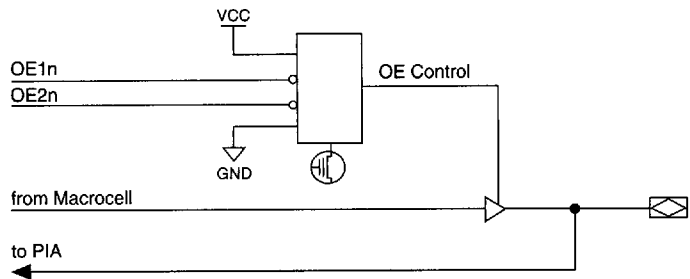 VCC
OE1n
OE2n
OE Control
GND
from Macrocell
to PIA